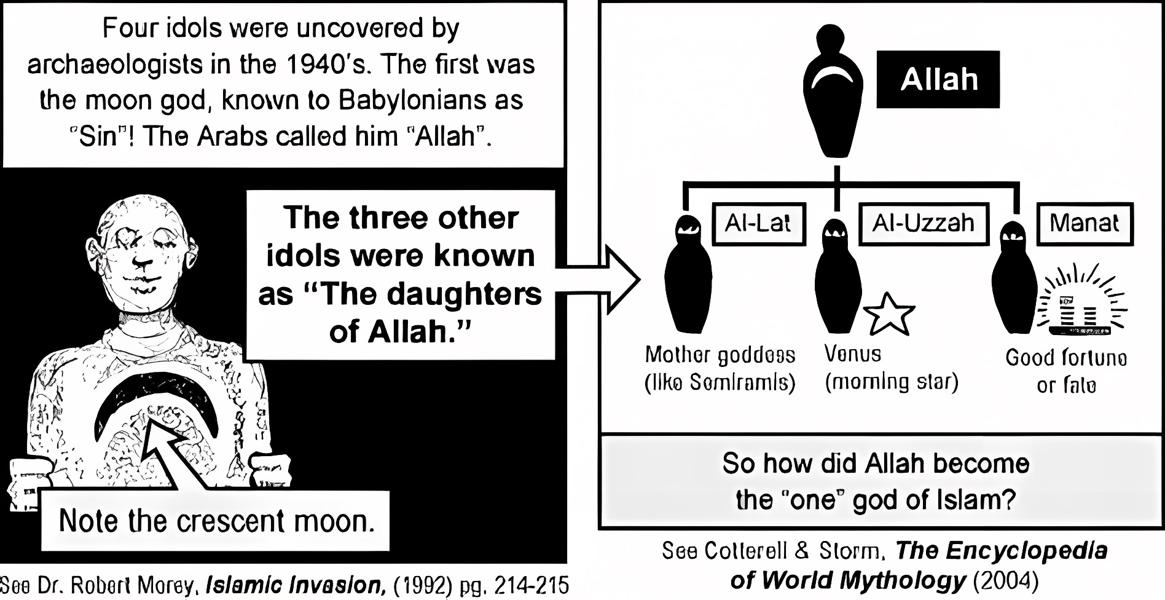 Four idols were uncovered by
archaeologists in the 1940's. The first was
the moon god, known to Babylonians as
"Sin"! The Arabs called him "Allah".
The three other
idols were known
as "The daughters
of Allah."
Note the crescent moon.
See Dr. Robert Morey, Islamic Invasion, (1992) pg. 214-215
Allah
Al-Lat
Al-Uzzah
Manat
Mother goddess
(like Semiramis)
Venus
(morning star)
Good fortune
or fate
So how did Allah become
the "one" god of Islam?
See Cotterell & Storm, The Encyclopedia
of World Mythology (2004)